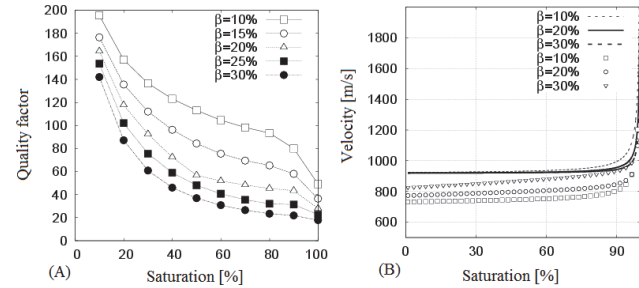 200
180
160
140
120
100
80
60
40
20
0
Quality factor
β=10%
β=15%
β=20%
β=25%
β=30%
0 20 40 60 80 100
(A) Saturation [%]
1800
1600
1400
1200
1000
800
600
Velocity [m/s]
β=10%
β=20%
β=30%
β=10%
β=20%
β=30%
0 30 60 90
(B) Saturation [%]